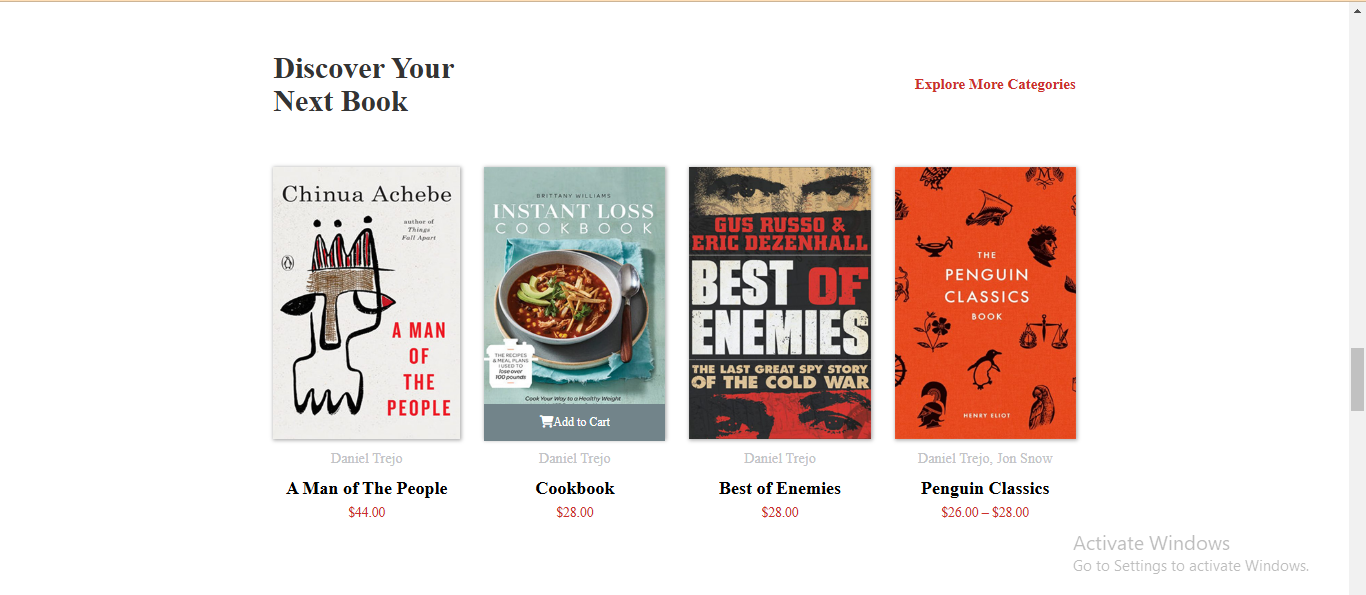 Discover Your
Next Book
Explore More Categories
Chinua Achebe
author of
Things
Fall Apart
A MAN
OF
THE
PEOPLE
BRITTANY WILLIAMS
INSTANT LOSS
COOKBOOK
THE RECIPES
& MEAL PLANS
I USED TO
lose over
100 pounds
Cook Your Way to a Healthy Weight
Add to Cart
GUS RUSSO &
ERIC DEZENHALL
BEST OF
ENEMIES
THE LAST GREAT SPY STORY
OF THE COLD WAR
THE
PENGUIN
CLASSICS
BOOK
HENRY ELIOT
Daniel Trejo
A Man of The People
$44.00
Daniel Trejo
Cookbook
$28.00
Daniel Trejo
Best of Enemies
$28.00
Daniel Trejo, Jon Snow
Penguin Classics
$26.00 – $28.00
Activate Windows
Go to Settings to activate Windows.